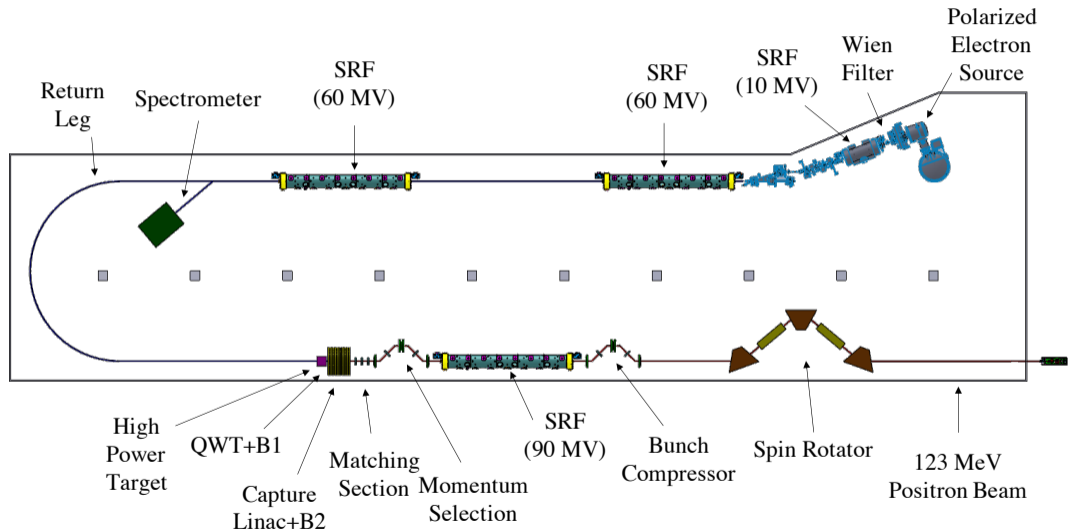 Polarized
Electron
Source
Wien
Filter
SRF
(10 MV)
SRF
(60 MV)
SRF
(60 MV)
Spectrometer
Return
Leg
High
Power
Target
QWT+B1
Capture
Linac+B2
Matching
Section
Momentum
Selection
SRF
(90 MV)
Bunch
Compressor
Spin Rotator
123 MeV
Positron Beam